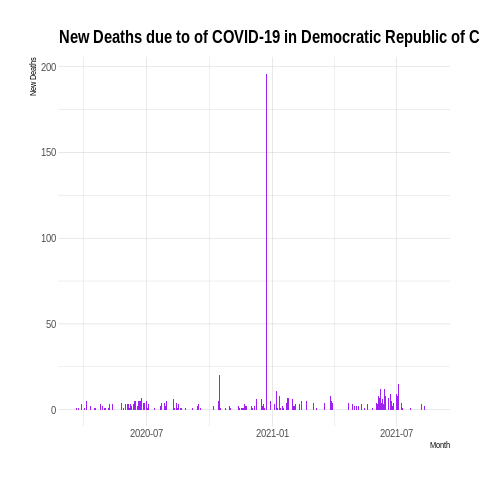 New Deaths due to of COVID-19 in Democratic Republic of C
New Deaths
200
150
100
50
0
2020-07 2021-01 2021-07
Month